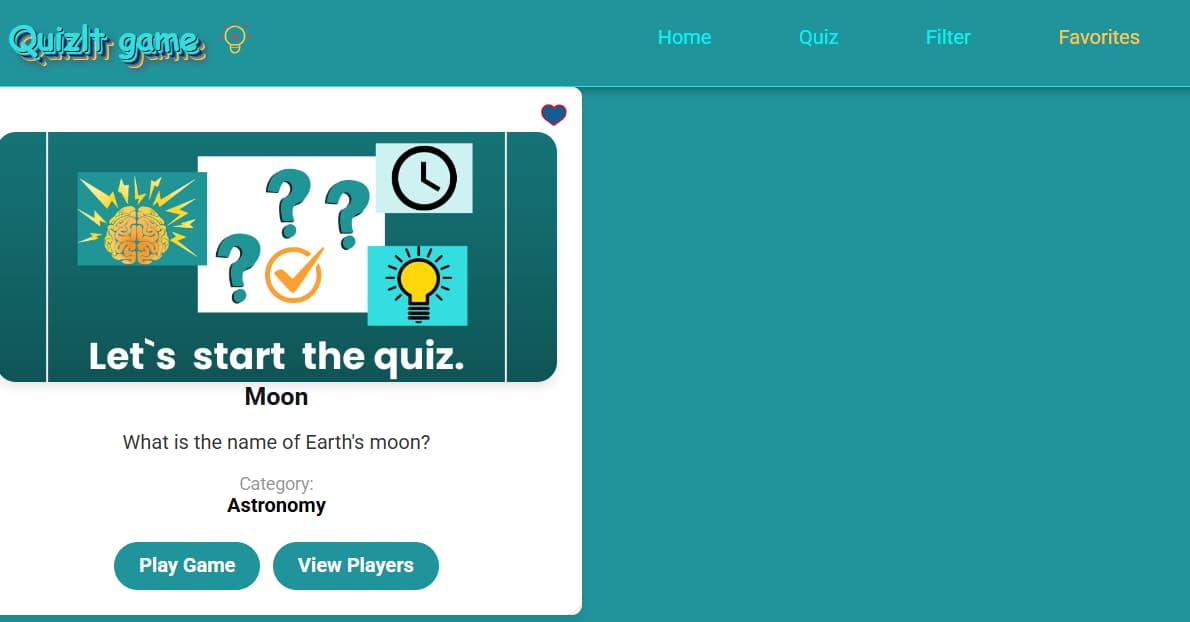 QuizIt game
Home Quiz Filter Favorites
? ? ?
Let`s start the quiz.
Moon
What is the name of Earth's moon?
Category:
Astronomy
Play Game View Players